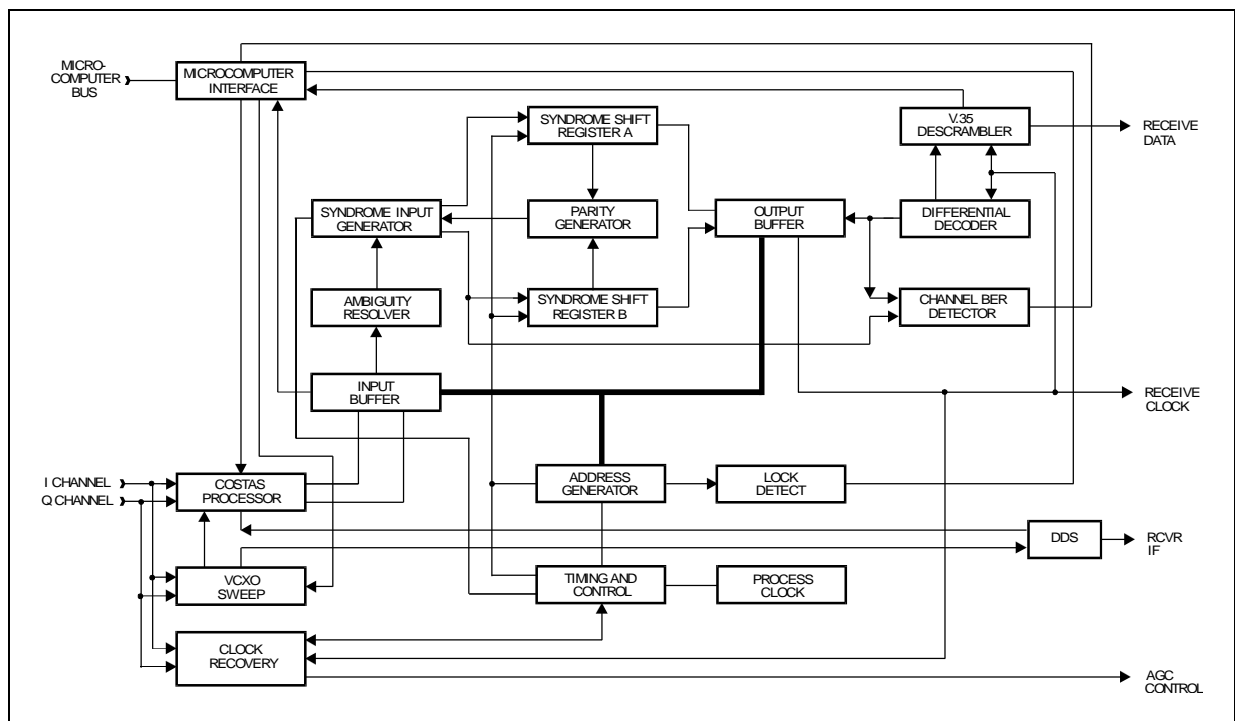 MICRO-
COMPUTER
BUS
MICROCOMPUTER
INTERFACE
SYNDROME SHIFT
REGISTER A
V.35
DESCRAMBLER
RECEIVE
DATA
SYNDROME INPUT
GENERATOR
PARITY
GENERATOR
OUTPUT
BUFFER
DIFFERENTIAL
DECODER
AMBIGUITY
RESOLVER
SYNDROME SHIFT
REGISTER B
CHANNEL BER
DETECTOR
INPUT
BUFFER
RECEIVE
CLOCK
I CHANNEL
Q CHANNEL
COSTAS
PROCESSOR
ADDRESS
GENERATOR
LOCK
DETECT
DDS
RCVR
IF
VCXO
SWEEP
TIMING AND
CONTROL
PROCESS
CLOCK
CLOCK
RECOVERY
AGC
CONTROL